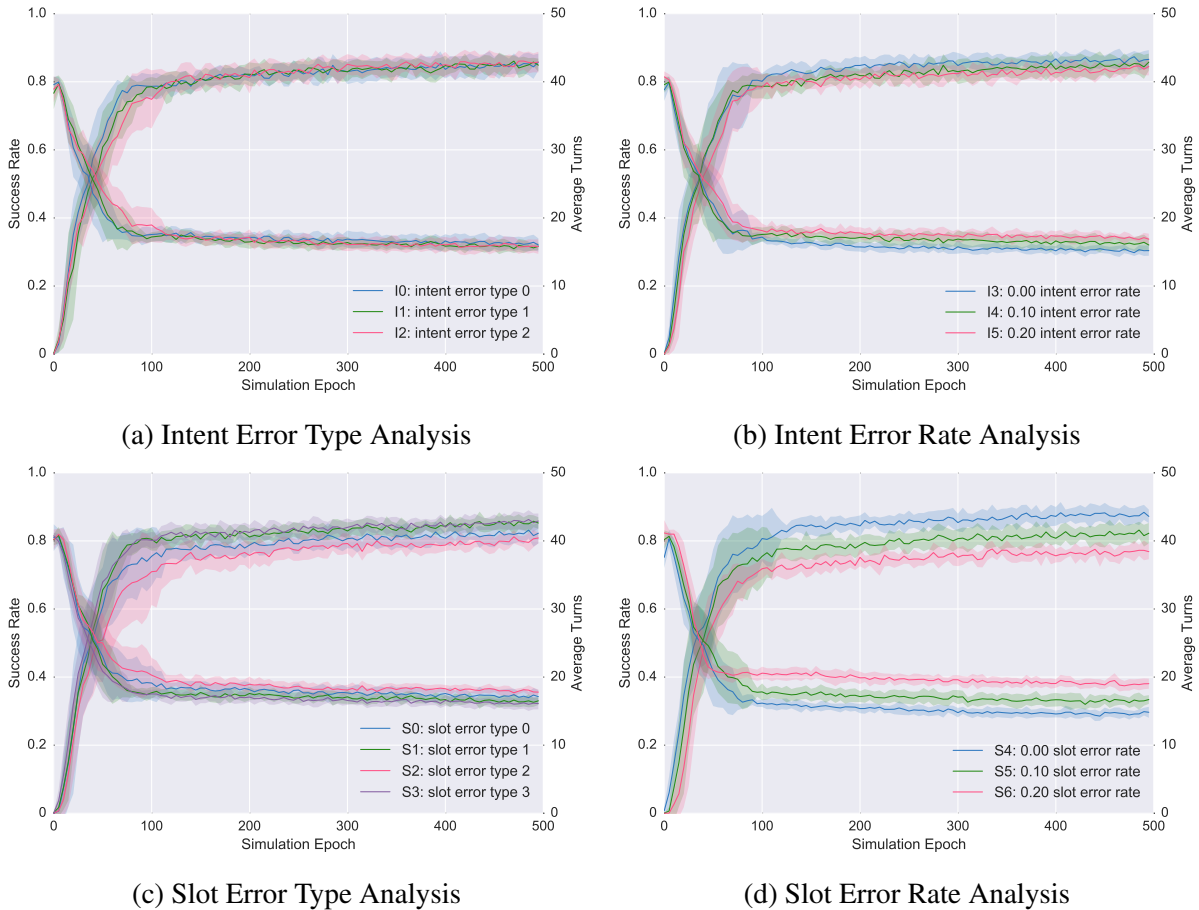 1.0
0.8
0.6
0.4
0.2
0
Success Rate
50
40
30
20
10
0
Average Turns
I0: intent error type 0
I1: intent error type 1
I2: intent error type 2
0 100 200 300 400 500
Simulation Epoch
(a) Intent Error Type Analysis
1.0
0.8
0.6
0.4
0.2
0
Success Rate
50
40
30
20
10
0
Average Turns
I3: 0.00 intent error rate
I4: 0.10 intent error rate
I5: 0.20 intent error rate
0 100 200 300 400 500
Simulation Epoch
(b) Intent Error Rate Analysis
1.0
0.8
0.6
0.4
0.2
0
Success Rate
50
40
30
20
10
0
Average Turns
S0: slot error type 0
S1: slot error type 1
S2: slot error type 2
S3: slot error type 3
0 100 200 300 400 500
Simulation Epoch
(c) Slot Error Type Analysis
1.0
0.8
0.6
0.4
0.2
0
Success Rate
50
40
30
20
10
0
Average Turns
S4: 0.00 slot error rate
S5: 0.10 slot error rate
S6: 0.20 slot error rate
0 100 200 300 400 500
Simulation Epoch
(d) Slot Error Rate Analysis